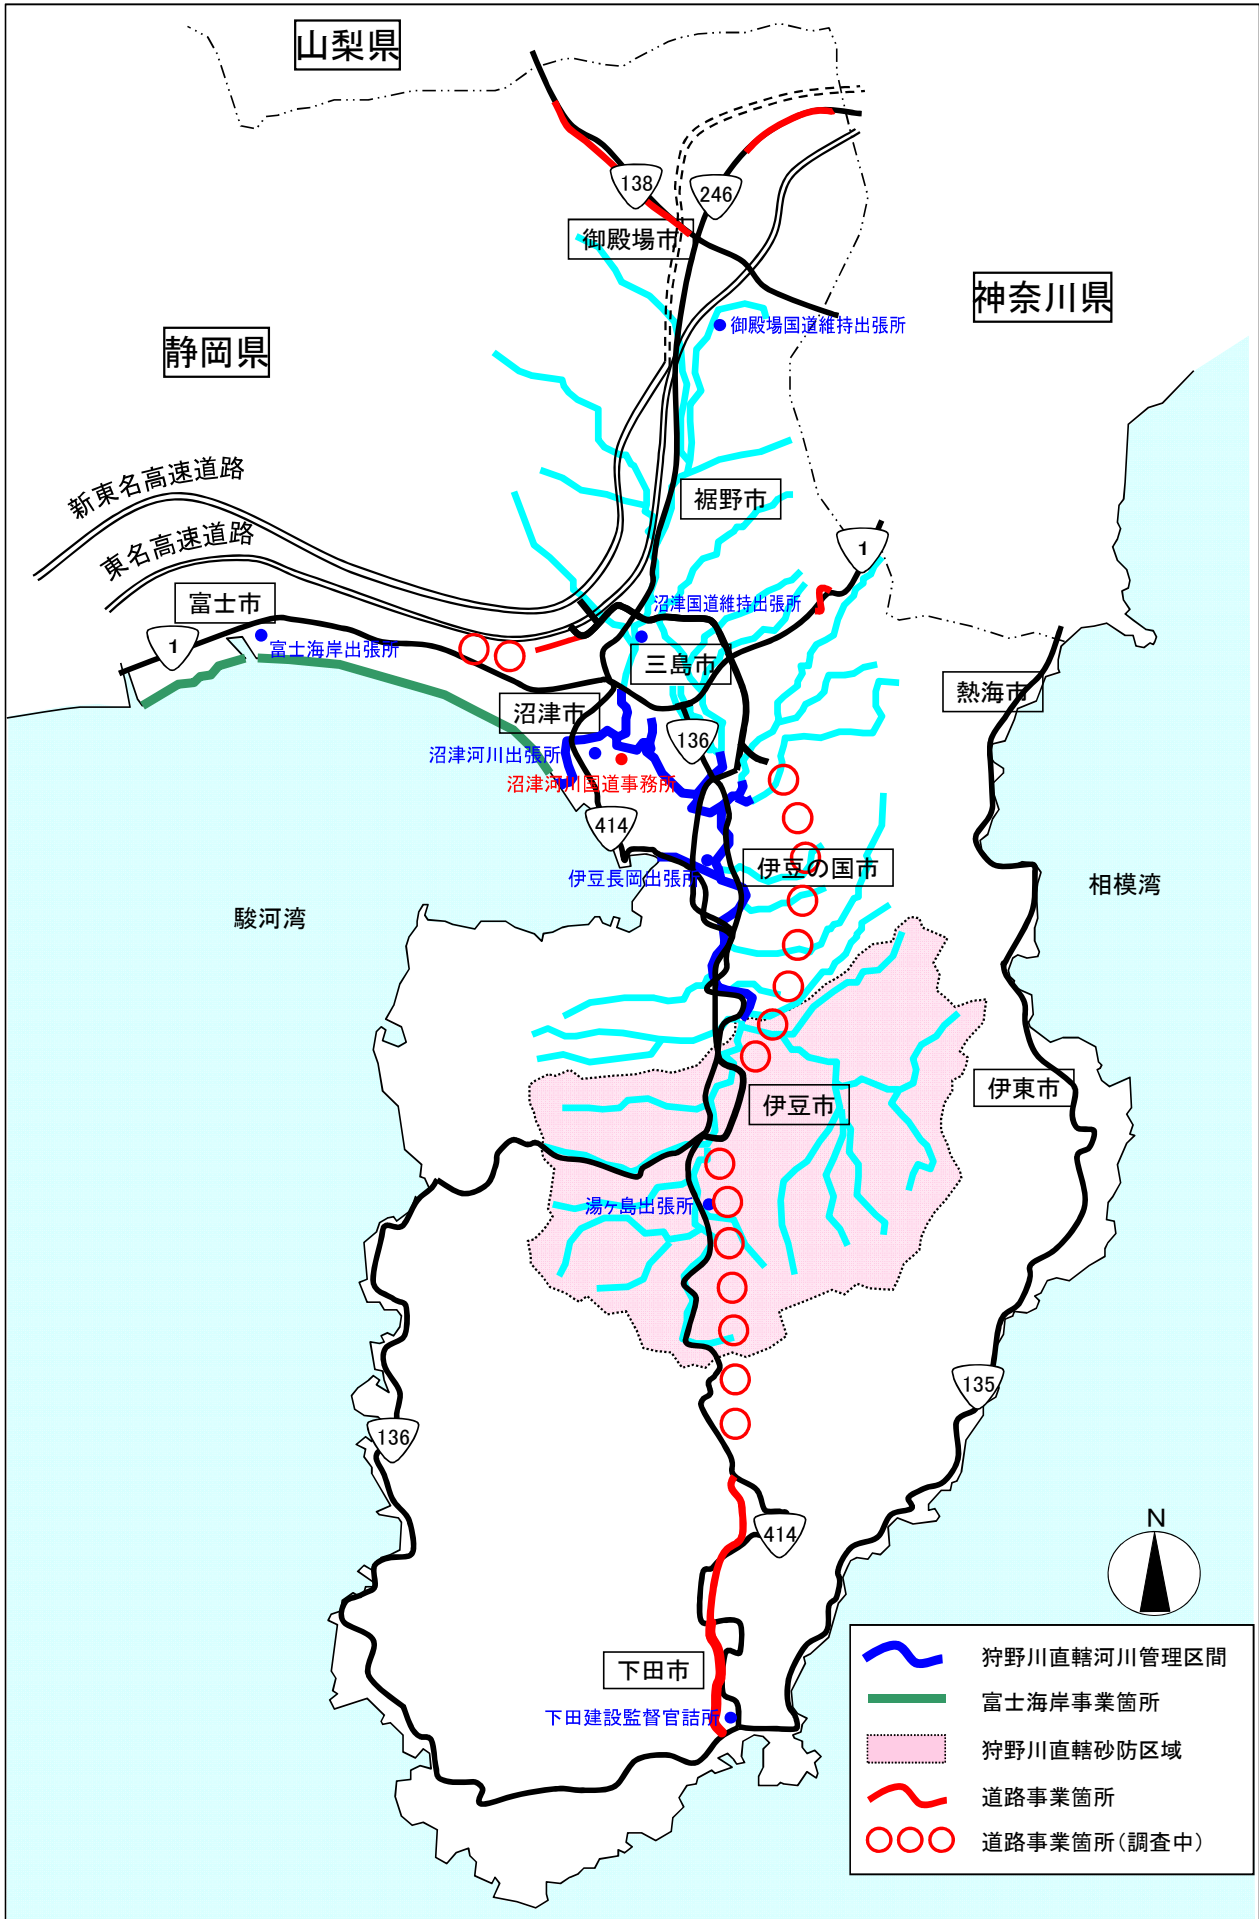 山梨県
138
246
御殿場市
神奈川県
御殿場国道維持出張所
静岡県
新東名高速道路
裾野市
東名高速道路
1
富士市
沼津国道維持出張所
1
富士海岸出張所
三島市
熱海市
沼津市
136
沼津河川出張所
沼津河川国道事務所
414
伊豆の国市
伊豆長岡出張所
相模湾
駿河湾
伊東市
伊豆市
湯ヶ島出張所
135
136
N
414
狩野川直轄河川管理区間
下田市
富士海岸事業箇所
下田建設監督官詰所
狩野川直轄砂防区域
道路事業箇所
道路事業箇所(調査中)